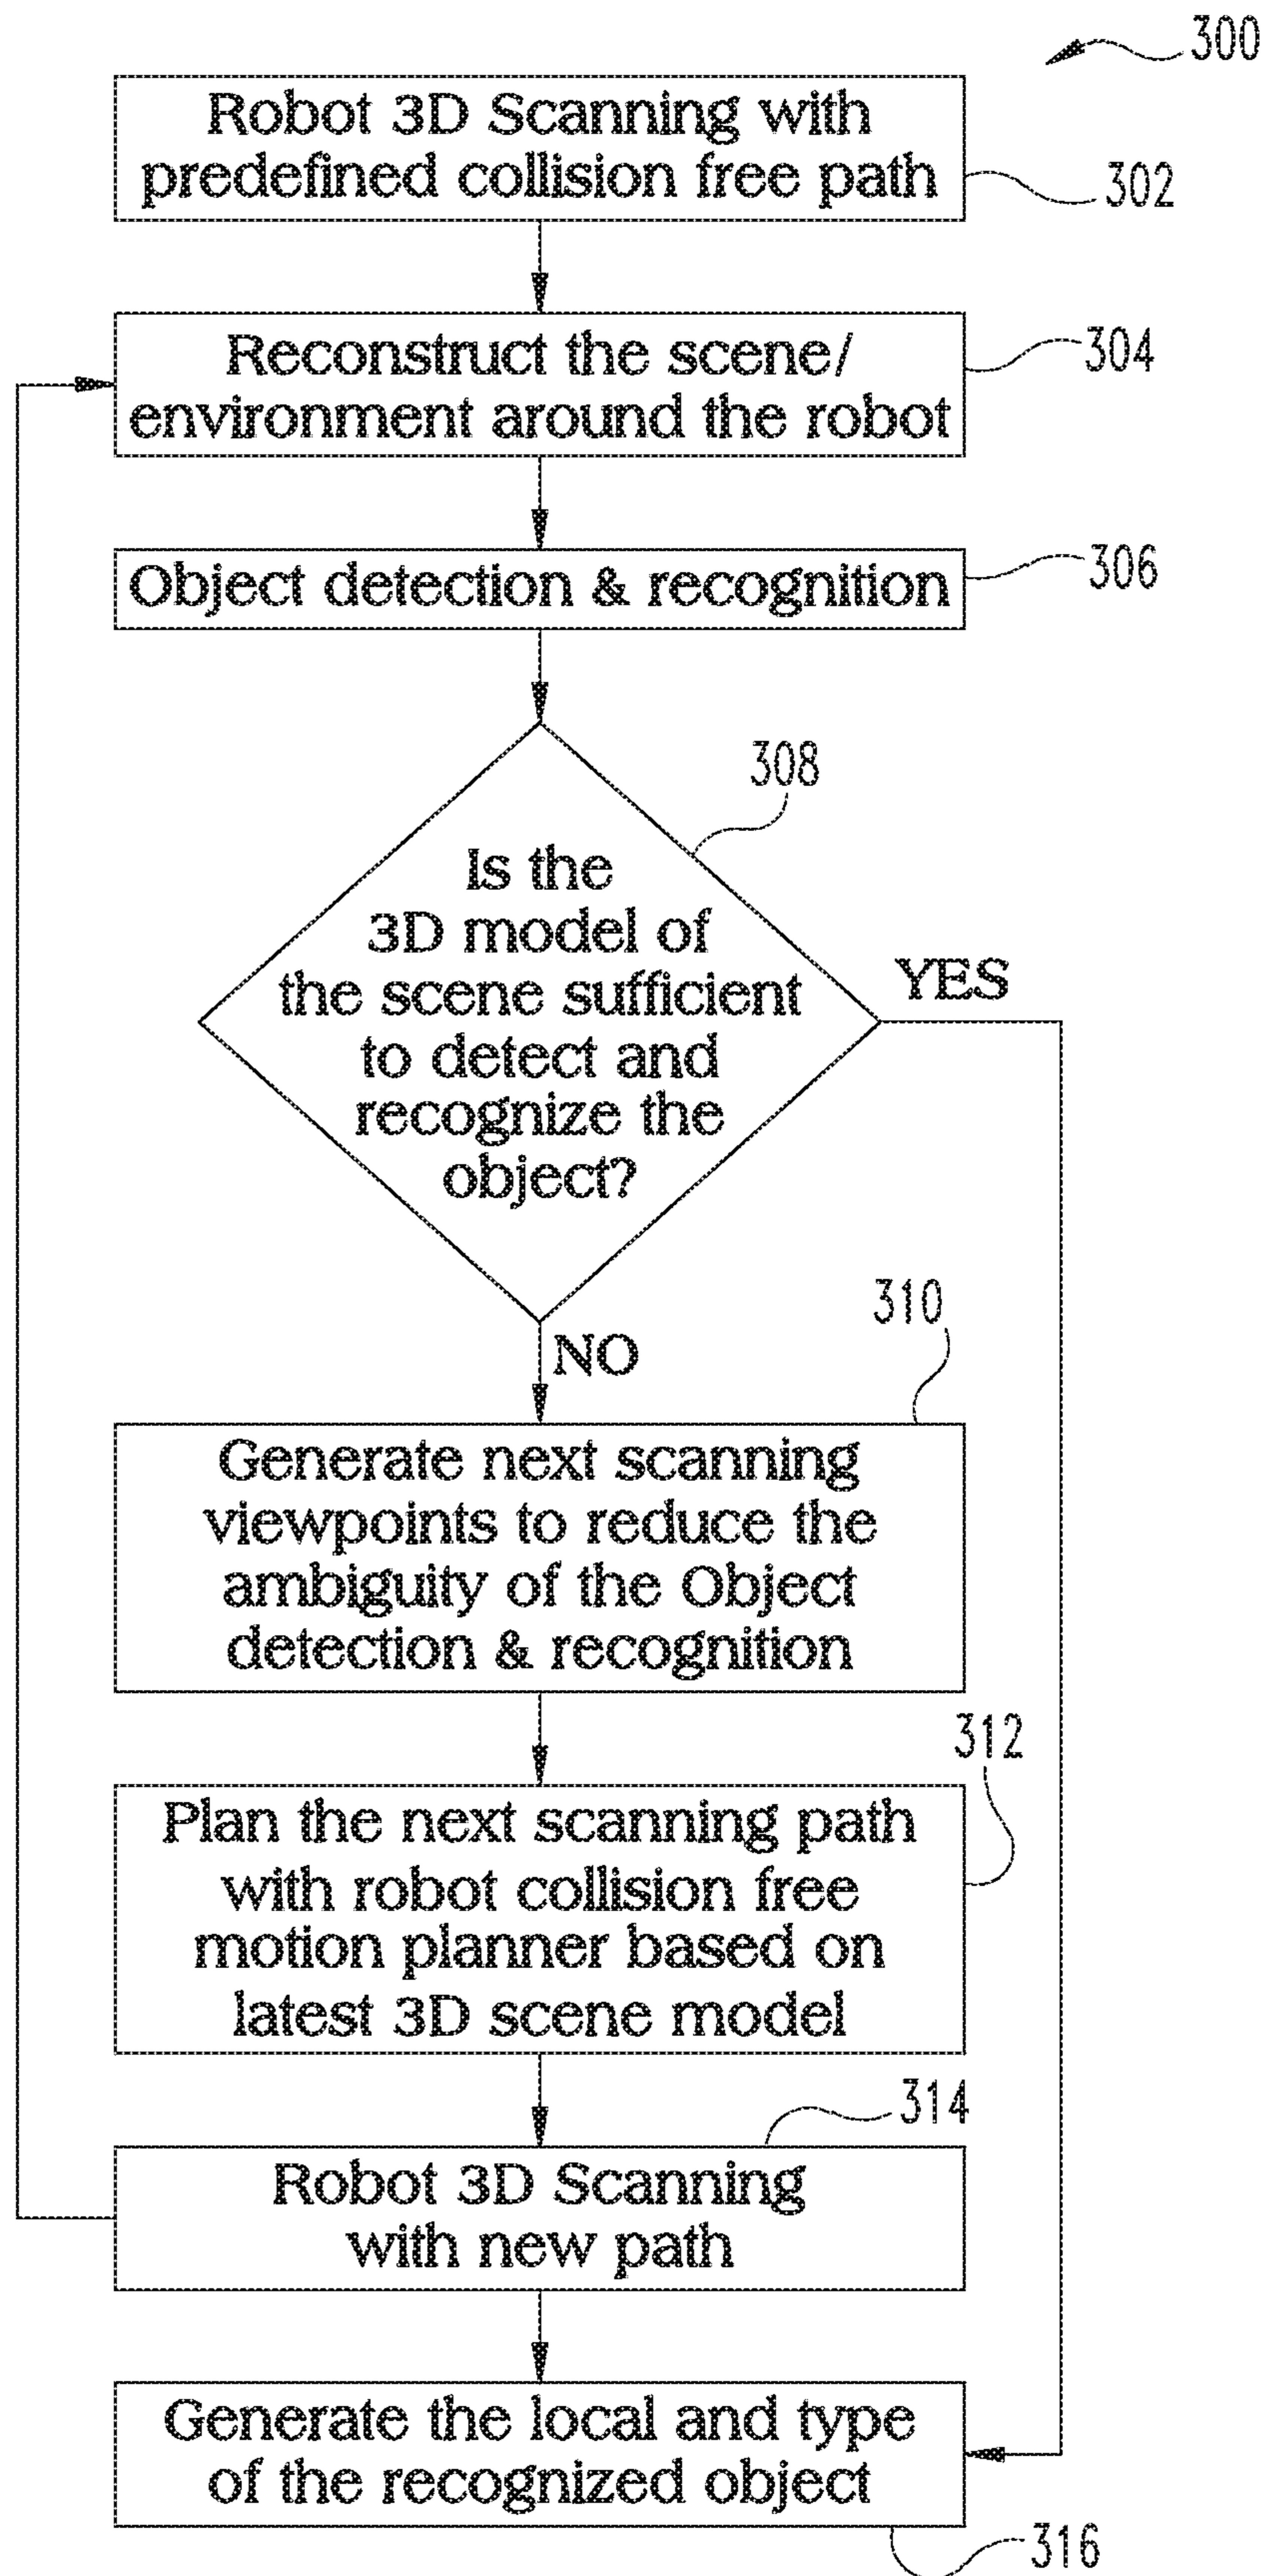 300
Robot 3D Scanning with
predefined collision free path
302
Reconstruct the scene/
environment around the robot
304
Object detection & recognition
306
308
Is the
3D model of
the scene sufficient
to detect and
recognize the
object?
YES
NO
310
Generate next scanning
viewpoints to reduce the
ambiguity of the Object
detection & recognition
312
Plan the next scanning path
with robot collision free
motion planner based on
latest 3D scene model
314
Robot 3D Scanning
with new path
Generate the local and type
of the recognized object
316